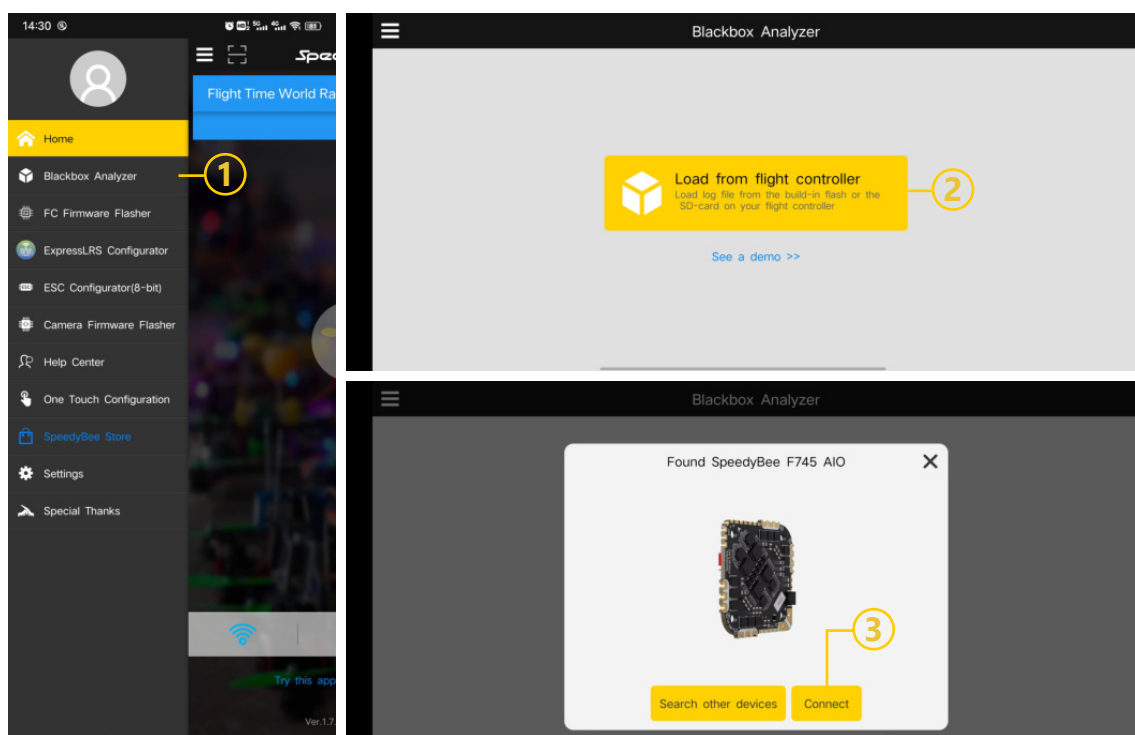 14:30
Spee
Flight Time World Ra
Home
Blackbox Analyzer
①
FC Firmware Flasher
ExpressLRS Configurator
ESC Configurator(8-bit)
Camera Firmware Flasher
Help Center
One Touch Configuration
SpeedyBee Store
Settings
Special Thanks
Try this app
Ver.1.7.
Blackbox Analyzer
Load from flight controller
Load log file from the build-in flash or the
SD-card on your flight controller
②
See a demo >>
Blackbox Analyzer
Found SpeedyBee F745 AIO
③
Search other devices
Connect